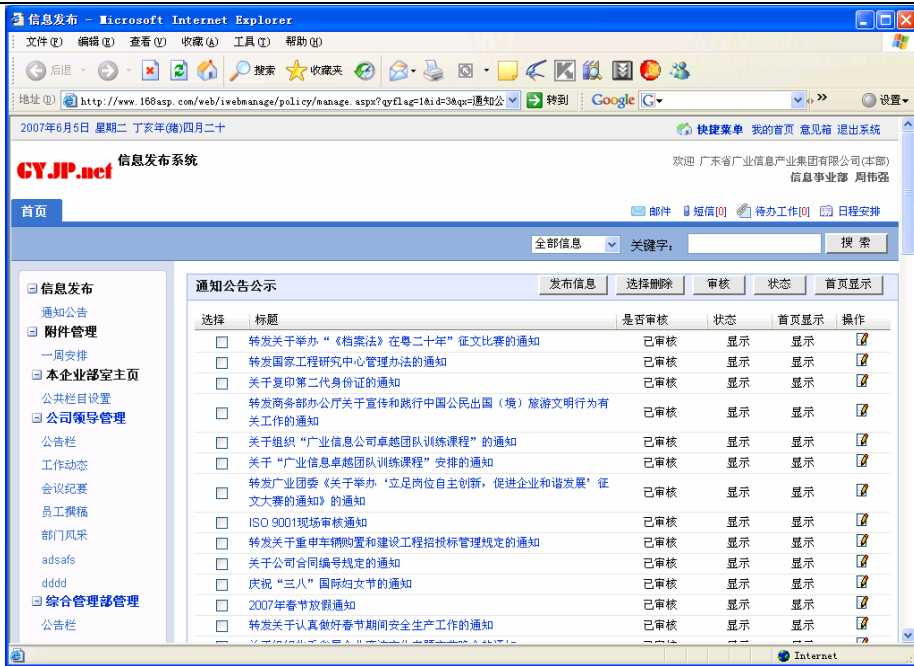 信息发布 - Microsoft Internet Explorer
文件(F) 编辑(E) 查看(V) 收藏(A) 工具(T) 帮助(H)
后退 搜索 收藏夹
地址(D) http://www.168asp.com/web/iwebmanage/policy/manage.aspx?qyflag=1&id=3&qx=通知公 转到 Google G 设置
2007年6月5日 星期二 丁亥年(猪)四月二十 快捷菜单 我的首页 意见箱 退出系统
GYJP.net 信息发布系统 欢迎 广东省广业信息产业集团有限公司(本部)
信息事业部 周伟强
首页 邮件 短信[0] 待办工作[0] 日程安排
全部信息 关键字: 搜 索
信息发布
通知公告
附件管理
一周安排
本企业部室主页
公共栏目设置
公司领导管理
公告栏
工作动态
会议纪要
员工撰稿
部门风采
adsafs
dddd
综合管理部管理
公告栏
通知公告公示 发布信息 选择删除 审核 状态 首页显示
选择 标题 是否审核 状态 首页显示 操作
转发关于举办“《档案法》在粤二十年”征文比赛的通知 已审核 显示 显示
转发国家工程研究中心管理办法的通知 已审核 显示 显示
关于复印第二代身份证的通知 已审核 显示 显示
转发商务部办公厅关于宣传和践行中国公民出国（境）旅游文明行为有
关工作的通知 已审核 显示 显示
关于组织“广业信息公司卓越团队训练课程”的通知 已审核 显示 显示
关于“广业信息卓越团队训练课程”安排的通知 已审核 显示 显示
转发广业团委《关于举办‘立足岗位自主创新，促进企业和谐发展’征
文大赛的通知》的通知 已审核 显示 显示
ISO 9001现场审核通知 已审核 显示 显示
转发关于重申车辆购置和建设工程招投标管理规定的通知 已审核 显示 显示
关于公司合同编号规定的通知 已审核 显示 显示
庆祝“三八”国际妇女节的通知 已审核 显示 显示
2007年春节放假通知 已审核 显示 显示
转发关于认真做好春节期间安全生产工作的通知 已审核 显示 显示
Internet